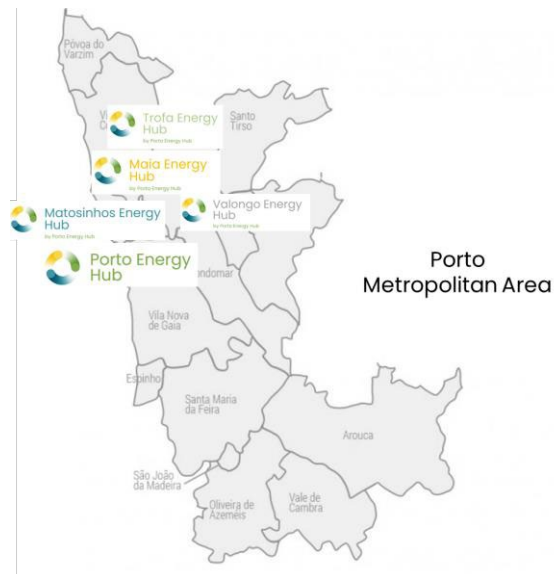 Póvoa do
Varzim
Trofa Energy
Hub
by Porto Energy Hub
Santo
Tirso
Maia Energy
Hub
by Porto Energy Hub
Valongo Energy
Hub
by Porto Energy Hub
Matosinhos Energy
Hub
by Porto Energy Hub
Porto Energy
Hub
ndomar
Porto
Metropolitan Area
Vila Nova
de Gaia
Espinho
Santa Maria
da Feira
Arouca
São João
da Madeira
Oliveira de
Azeméis
Vale de
Cambra